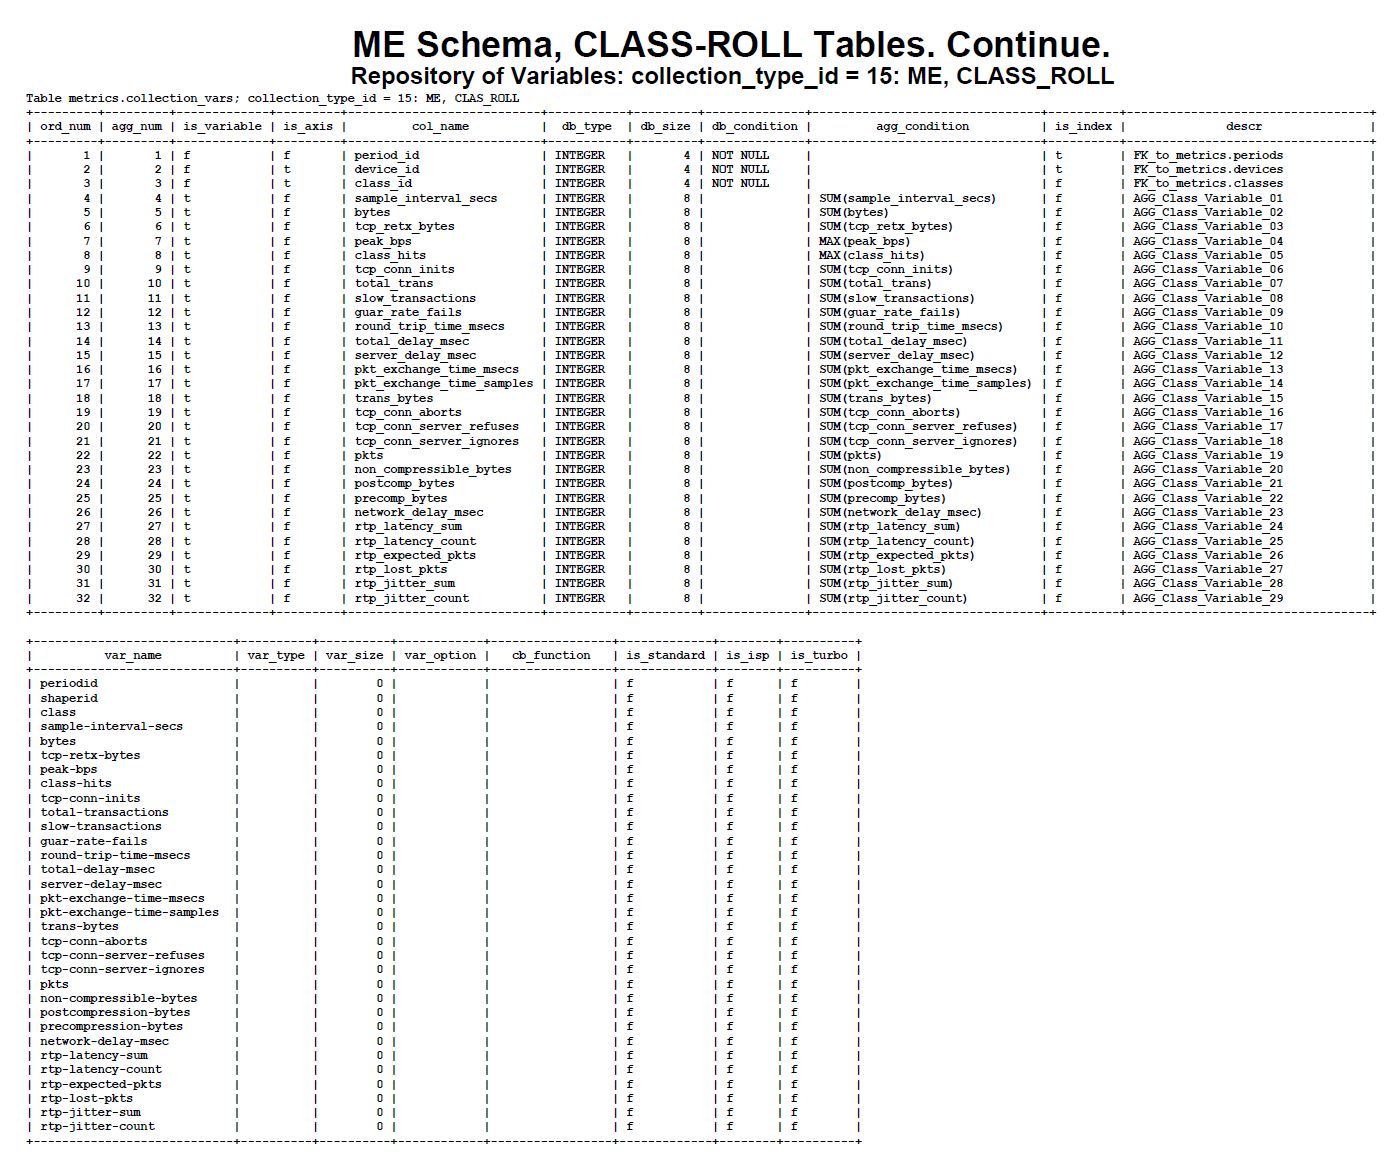 ME Schema, CLASS-ROLL Tables. Continue.
Repository of Variables: collection_type_id = 15: ME, CLASS_ROLL
Table metrics.collection_vars; collection_type_id = 15: ME, CLAS_ROLL
| ord_num | agg_num | is_variable | is_axis | col_name | db_type | db_size | db_condition | agg_condition | is_index | descr |
| 1 | 1 | f | f | period_id | INTEGER | 4 | NOT NULL | | t | FK_to_metrics.periods |
| 2 | 2 | f | t | device_id | INTEGER | 4 | NOT NULL | | t | FK_to_metrics.devices |
| 3 | 3 | f | t | class_id | INTEGER | 4 | NOT NULL | | t | FK_to_metrics.classes |
| 4 | 4 | t | f | sample_interval_secs | INTEGER | 8 | | SUM(sample_interval_secs) | f | AGG_Class_Variable_01 |
| 5 | 5 | t | f | bytes | INTEGER | 8 | | SUM(bytes) | f | AGG_Class_Variable_02 |
| 6 | 6 | t | f | tcp_retx_bytes | INTEGER | 8 | | SUM(tcp_retx_bytes) | f | AGG_Class_Variable_03 |
| 7 | 7 | t | f | peak_bps | INTEGER | 8 | | MAX(peak_bps) | f | AGG_Class_Variable_04 |
| 8 | 8 | t | f | class_hits | INTEGER | 8 | | MAX(class_hits) | f | AGG_Class_Variable_05 |
| 9 | 9 | t | f | tcp_conn_inits | INTEGER | 8 | | SUM(tcp_conn_inits) | f | AGG_Class_Variable_06 |
| 10 | 10 | t | f | total_trans | INTEGER | 8 | | SUM(total_trans) | f | AGG_Class_Variable_07 |
| 11 | 11 | t | f | slow_transactions | INTEGER | 8 | | SUM(slow_transactions) | f | AGG_Class_Variable_08 |
| 12 | 12 | t | f | guar_rate_fails | INTEGER | 8 | | SUM(guar_rate_fails) | f | AGG_Class_Variable_09 |
| 13 | 13 | t | f | round_trip_time_msecs | INTEGER | 8 | | SUM(round_trip_time_msecs) | f | AGG_Class_Variable_10 |
| 14 | 14 | t | f | total_delay_msec | INTEGER | 8 | | SUM(total_delay_msec) | f | AGG_Class_Variable_11 |
| 15 | 15 | t | f | server_delay_msec | INTEGER | 8 | | SUM(server_delay_msec) | f | AGG_Class_Variable_12 |
| 16 | 16 | t | f | pkt_exchange_time_msecs | INTEGER | 8 | | SUM(pkt_exchange_time_msecs) | f | AGG_Class_Variable_13 |
| 17 | 17 | t | f | pkt_exchange_time_samples | INTEGER | 8 | | SUM(pkt_exchange_time_samples) | f | AGG_Class_Variable_14 |
| 18 | 18 | t | f | trans_bytes | INTEGER | 8 | | SUM(trans_bytes) | f | AGG_Class_Variable_15 |
| 19 | 19 | t | f | tcp_conn_aborts | INTEGER | 8 | | SUM(tcp_conn_aborts) | f | AGG_Class_Variable_16 |
| 20 | 20 | t | f | tcp_conn_server_refuses | INTEGER | 8 | | SUM(tcp_conn_server_refuses) | f | AGG_Class_Variable_17 |
| 21 | 21 | t | f | tcp_conn_server_ignores | INTEGER | 8 | | SUM(tcp_conn_server_ignores) | f | AGG_Class_Variable_18 |
| 22 | 22 | t | f | pkts | INTEGER | 8 | | SUM(pkts) | f | AGG_Class_Variable_19 |
| 23 | 23 | t | f | non_compressible_bytes | INTEGER | 8 | | SUM(non_compressible_bytes) | f | AGG_Class_Variable_20 |
| 24 | 24 | t | f | postcomp_bytes | INTEGER | 8 | | SUM(postcomp_bytes) | f | AGG_Class_Variable_21 |
| 25 | 25 | t | f | precomp_bytes | INTEGER | 8 | | SUM(precomp_bytes) | f | AGG_Class_Variable_22 |
| 26 | 26 | t | f | network_delay_msec | INTEGER | 8 | | SUM(network_delay_msec) | f | AGG_Class_Variable_23 |
| 27 | 27 | t | f | rtp_latency_sum | INTEGER | 8 | | SUM(rtp_latency_sum) | f | AGG_Class_Variable_24 |
| 28 | 28 | t | f | rtp_latency_count | INTEGER | 8 | | SUM(rtp_latency_count) | f | AGG_Class_Variable_25 |
| 29 | 29 | t | f | rtp_expected_pkts | INTEGER | 8 | | SUM(rtp_expected_pkts) | f | AGG_Class_Variable_26 |
| 30 | 30 | t | f | rtp_lost_pkts | INTEGER | 8 | | SUM(rtp_lost_pkts) | f | AGG_Class_Variable_27 |
| 31 | 31 | t | f | rtp_jitter_sum | INTEGER | 8 | | SUM(rtp_jitter_sum) | f | AGG_Class_Variable_28 |
| 32 | 32 | t | f | rtp_jitter_count | INTEGER | 8 | | SUM(rtp_jitter_count) | f | AGG_Class_Variable_29 |
| var_name | var_type | var_size | var_option | cb_function | is_standard | is_isp | is_turbo |
| periodid | | 0 | | | f | f | f |
| shaperid | | 0 | | | f | f | f |
| class | | 0 | | | f | f | f |
| sample-interval-secs | | 0 | | | f | f | f |
| bytes | | 0 | | | f | f | f |
| tcp-retx-bytes | | 0 | | | f | f | f |
| peak-bps | | 0 | | | f | f | f |
| class-hits | | 0 | | | f | f | f |
| tcp-conn-inits | | 0 | | | f | f | f |
| total-transactions | | 0 | | | f | f | f |
| slow-transactions | | 0 | | | f | f | f |
| guar-rate-fails | | 0 | | | f | f | f |
| round-trip-time-msecs | | 0 | | | f | f | f |
| total-delay-msec | | 0 | | | f | f | f |
| server-delay-msec | | 0 | | | f | f | f |
| pkt-exchange-time-msecs | | 0 | | | f | f | f |
| pkt-exchange-time-samples | | 0 | | | f | f | f |
| trans-bytes | | 0 | | | f | f | f |
| tcp-conn-aborts | | 0 | | | f | f | f |
| tcp-conn-server-refuses | | 0 | | | f | f | f |
| tcp-conn-server-ignores | | 0 | | | f | f | f |
| pkts | | 0 | | | f | f | f |
| non-compressible-bytes | | 0 | | | f | f | f |
| postcompression-bytes | | 0 | | | f | f | f |
| precompression-bytes | | 0 | | | f | f | f |
| network-delay-msec | | 0 | | | f | f | f |
| rtp-latency-sum | | 0 | | | f | f | f |
| rtp-latency-count | | 0 | | | f | f | f |
| rtp-expected-pkts | | 0 | | | f | f | f |
| rtp-lost-pkts | | 0 | | | f | f | f |
| rtp-jitter-sum | | 0 | | | f | f | f |
| rtp-jitter-count | | 0 | | | f | f | f |